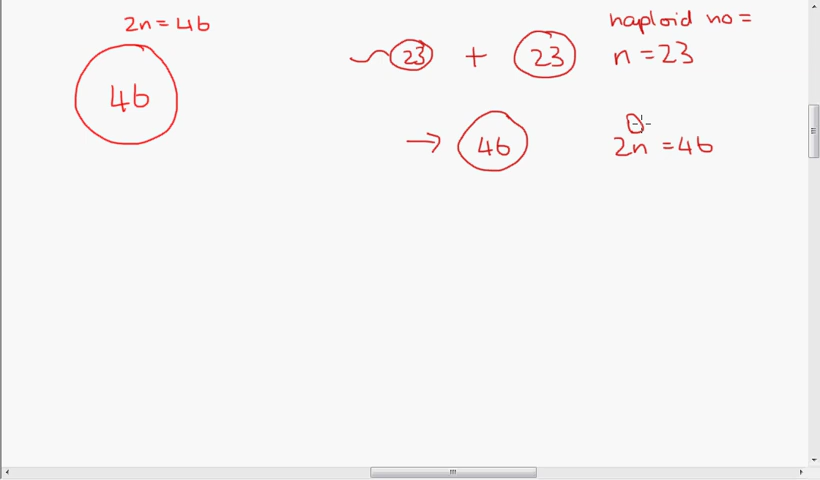 2n = 46
46
23 + 23
haploid no =
n = 23
→ 46
2n = 46